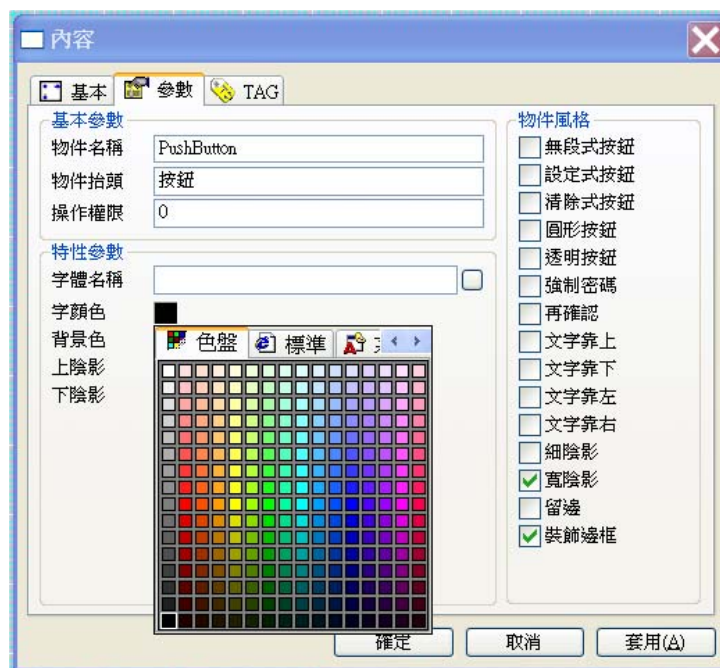 內容
基本 參數 TAG
基本參數
物件名稱 PushButton
物件抬頭 按鈕
操作權限 0
特性參數
字體名稱
字顏色
背景色
上陰影
下陰影
色盤 標準
物件風格
無段式按鈕
設定式按鈕
清除式按鈕
圓形按鈕
透明按鈕
強制密碼
再確認
文字靠上
文字靠下
文字靠左
文字靠右
細陰影
寬陰影
留邊
裝飾邊框
確定 取消 套用(A)